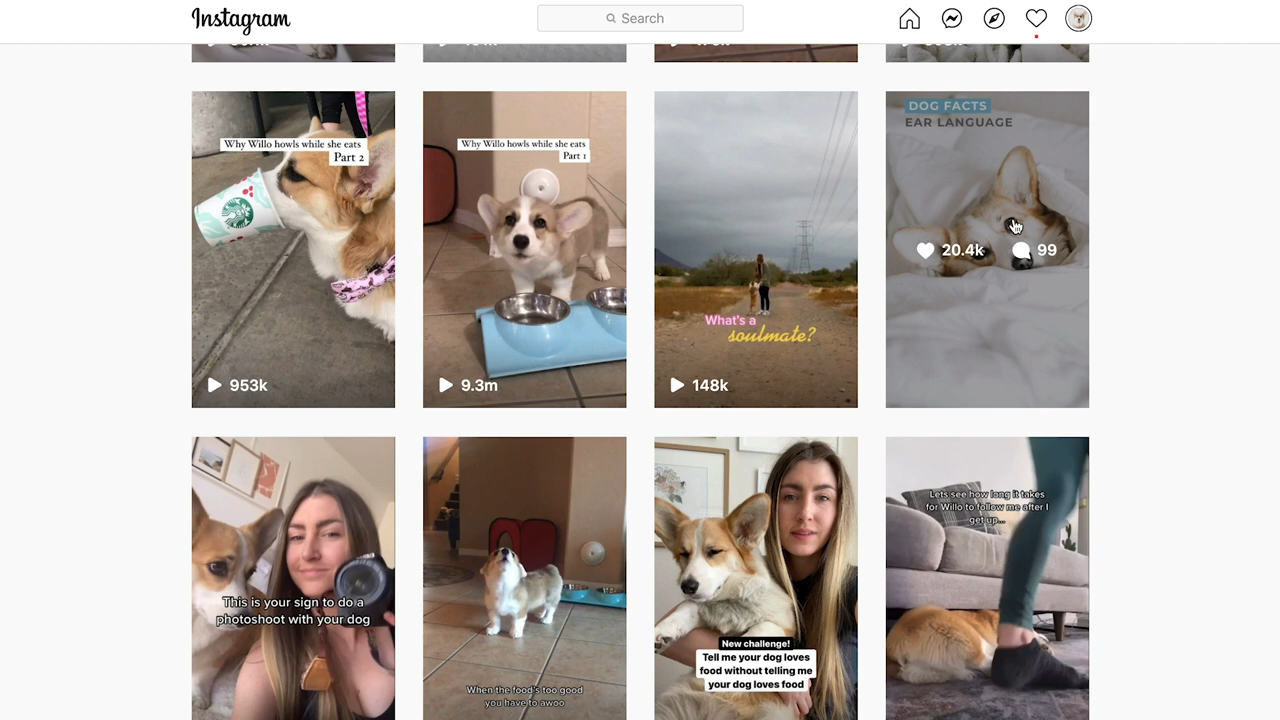 Instagram
Search
Why Willo howls while she eats
Part 2
953k
Why Willo howls while she eats
Part 1
9.3m
What's a
soulmate?
148k
DOG FACTS
EAR LANGUAGE
20.4k 99
This is your sign to do a
photoshoot with your dog
When the food's too good
you have to awoo
New challenge!
Tell me your dog loves
food without telling me
your dog loves food
Lets see how long it takes
for Willo to follow me after I
get up...